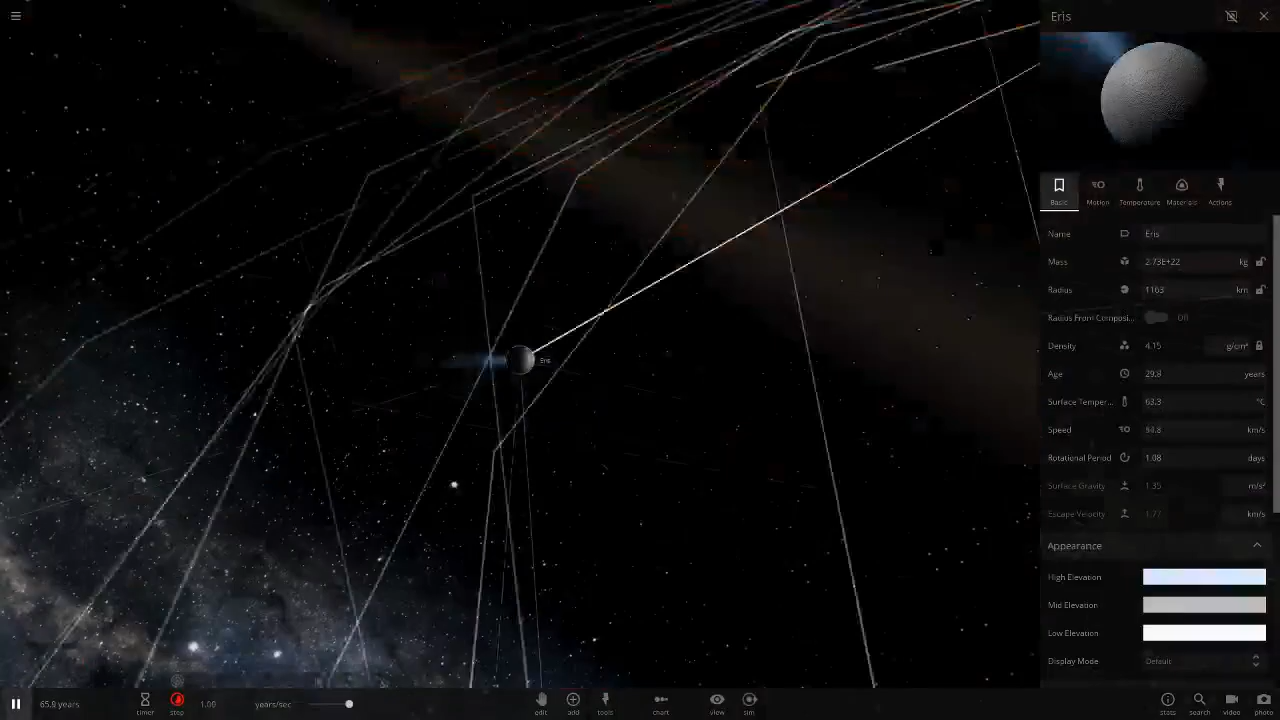 Eris
Basic
Motion
Temperature
Materials
Actions
Name Eris
Mass 2.73E+22 kg
Radius 1163 km
Radius From Composi... Off
Density 4.15 g/cm³
Age 29.8 years
Surface Temper... 63.3 °C
Speed 94.8 km/s
Rotational Period 1.08 days
Surface Gravity 1.35 m/s²
Escape Velocity 1.77 km/s
Appearance
High Elevation
Mid Elevation
Low Elevation
Display Mode Default
Eris
65.9 years
timer
step
1.00 years/sec
edit
add
tools
chart
view
sim
stats
search
video
photo